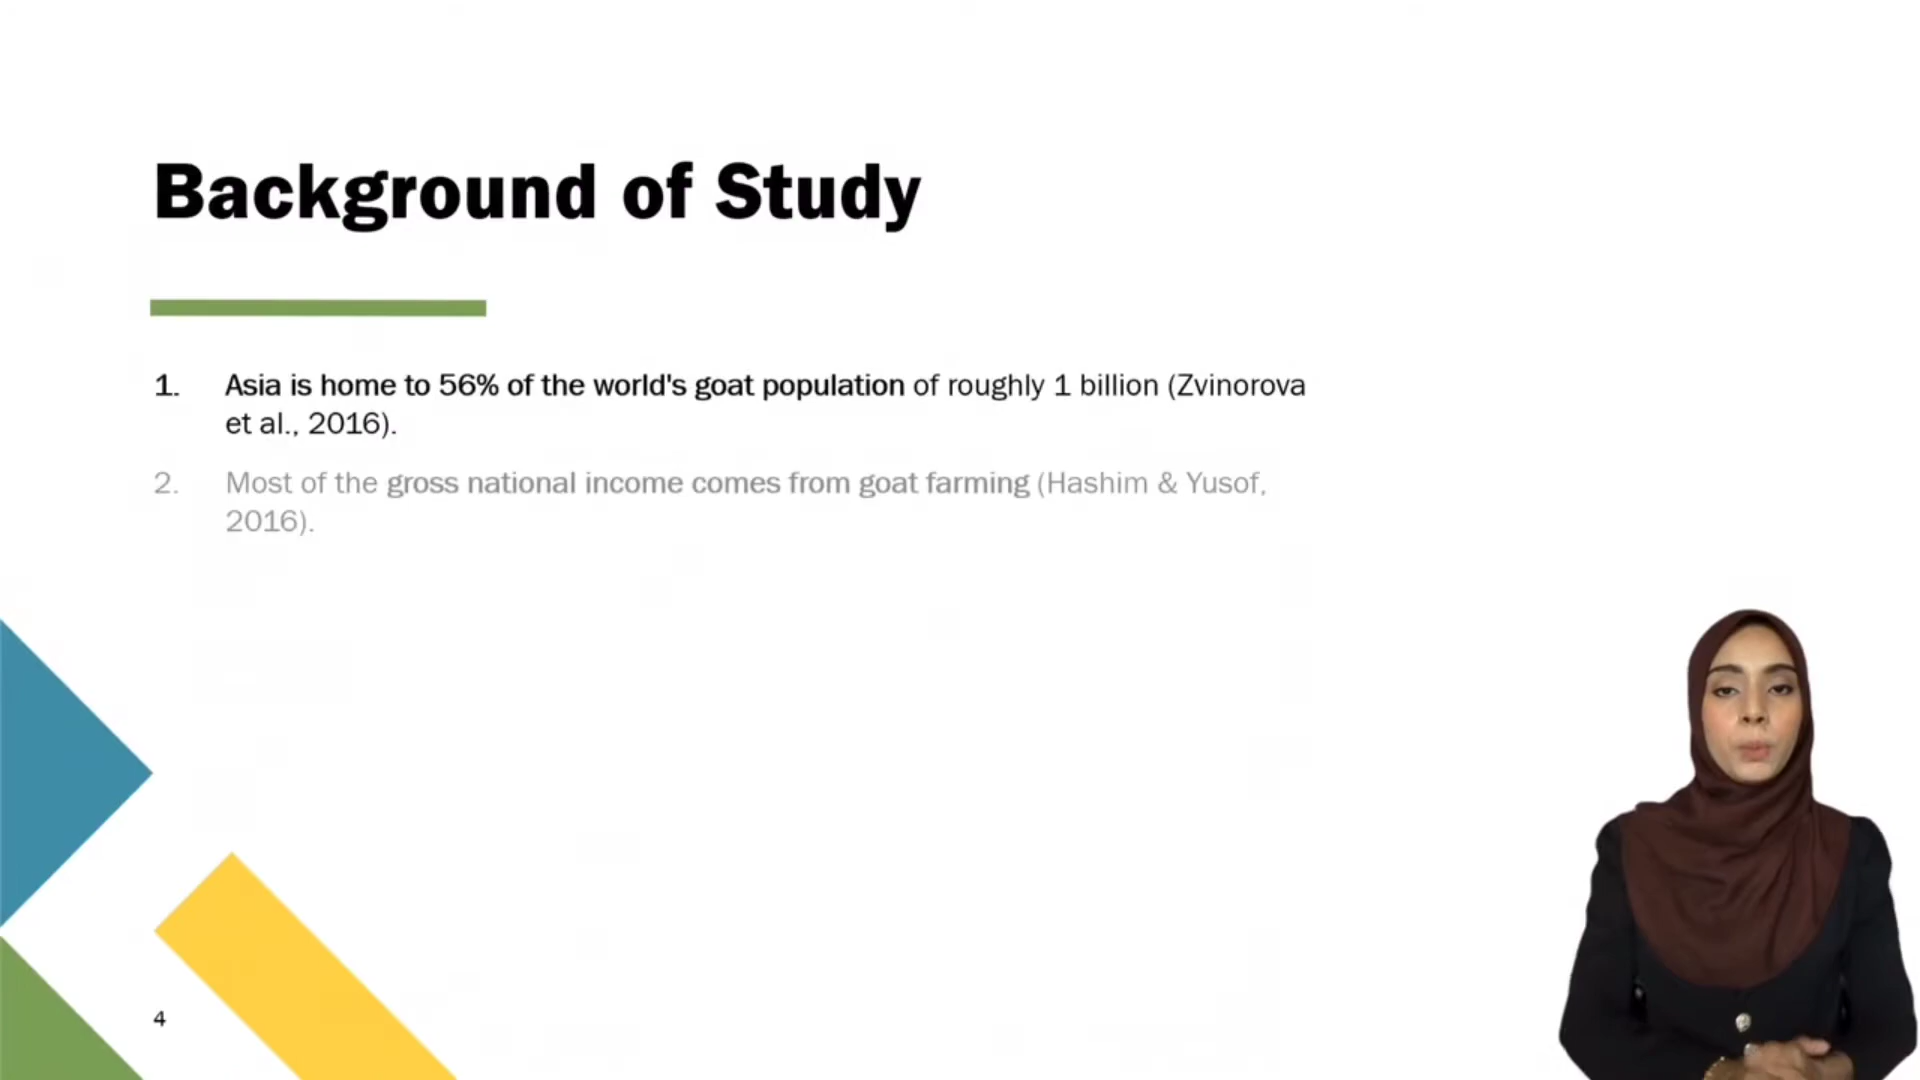 Background of Study
1. Asia is home to 56% of the world's goat population of roughly 1 billion (Zvinorova
et al., 2016).
2. Most of the gross national income comes from goat farming (Hashim & Yusof,
2016).
4